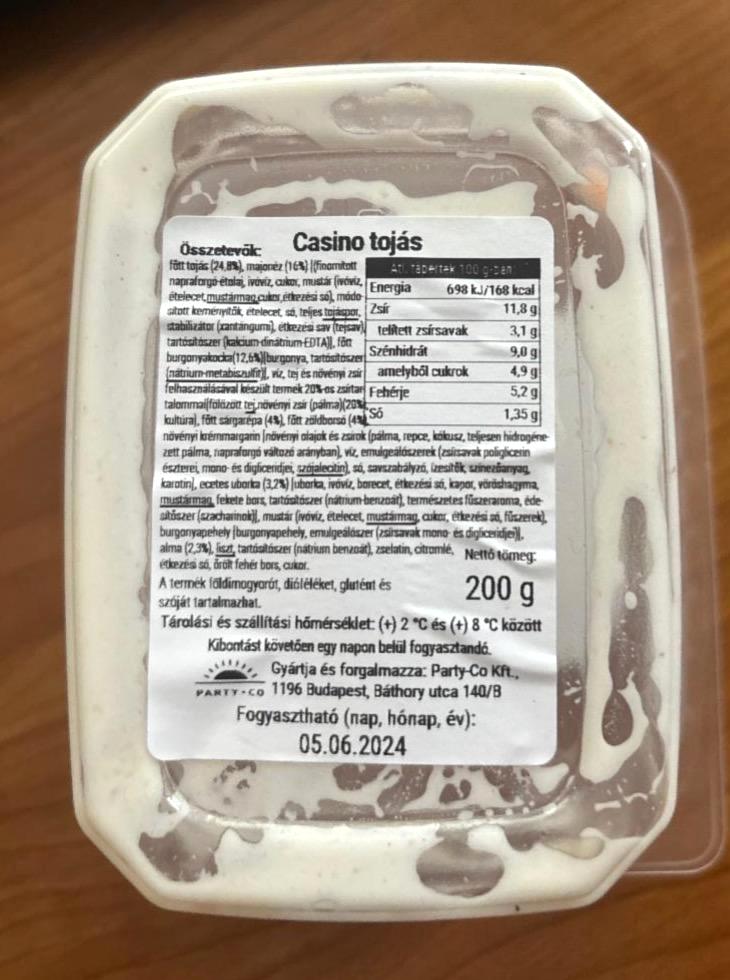 Casino tojás
Összetevők:
főtt tojás (24,8%), majonéz (16%) [(finomított
napraforgó étolaj, ivóvíz, cukor, mustár (ivóvíz,
ételecet, mustármag, cukor, étkezési só), módo-
sított keményítők, ételecet, só, teljes tojáspor,
stabilizátor (xantángumi), étkezési sav (tejsav),
tartósítószer (kalcium-dinátrium-EDTA)], főtt
burgonyakocka(12,6%)[burgonya, tartósítószer
(nátrium-metabiszulfit)], víz, tej és növényi zsír
felhasználásával készült termék 20%-os zsírtar
talommal(fölözött tej,növényi zsír (pálma)(20%
kultúra), főtt sárgarépa (4%), főtt zöldborsó (4%
növényi krémmargarin [növényi olajok és zsírok (pálma, repce, kókusz, teljesen hidrogéne-
zett pálma, napraforgó változó arányban), víz, emulgeálószerek (zsírsavak poliglicerin
észterei, mono- és digliceridjei, szójalecitin), só, savszabályzó, ízesítők, színezőanyag,
karotin], ecetes uborka (3,2%) [uborka, ivóvíz, borecet, étkezési só, kapor, vöröshagyma,
mustármag, fekete bors, tartósítószer (nátrium-benzoát), természetes fűszeraroma, éde-
sítőszer (szacharinok)], mustár (ivóvíz, ételecet, mustármag, cukor, étkezési só, fűszerek),
burgonyapehely [burgonyapehely, emulgeálószer (zsírsavak mono- és digliceridjei)],
alma (2,3%), liszt, tartósítószer (nátrium benzoát), zselatin, citromlé,
étkezési só, őrölt fehér bors, cukor.
Átl. tápérték 100 g-ban
Energia 698 kJ/168 kcal
Zsír 11,8 g
telített zsírsavak 3,1 g
Szénhidrát 9,0 g
amelyből cukrok 4,9 g
Fehérje 5,2 g
Só 1,35 g
Nettó tömeg:
200 g
A termék földimogyorót, dióféléket, glutént és
szóját tartalmazhat.
Tárolási és szállítási hőmérséklet: (+) 2 °C és (+) 8 °C között
Kibontást követően egy napon belül fogyasztandó.
PARTY-CO
Gyártja és forgalmazza: Party-Co Kft.,
1196 Budapest, Báthory utca 140/B
Fogyasztható (nap, hónap, év):
05.06.2024